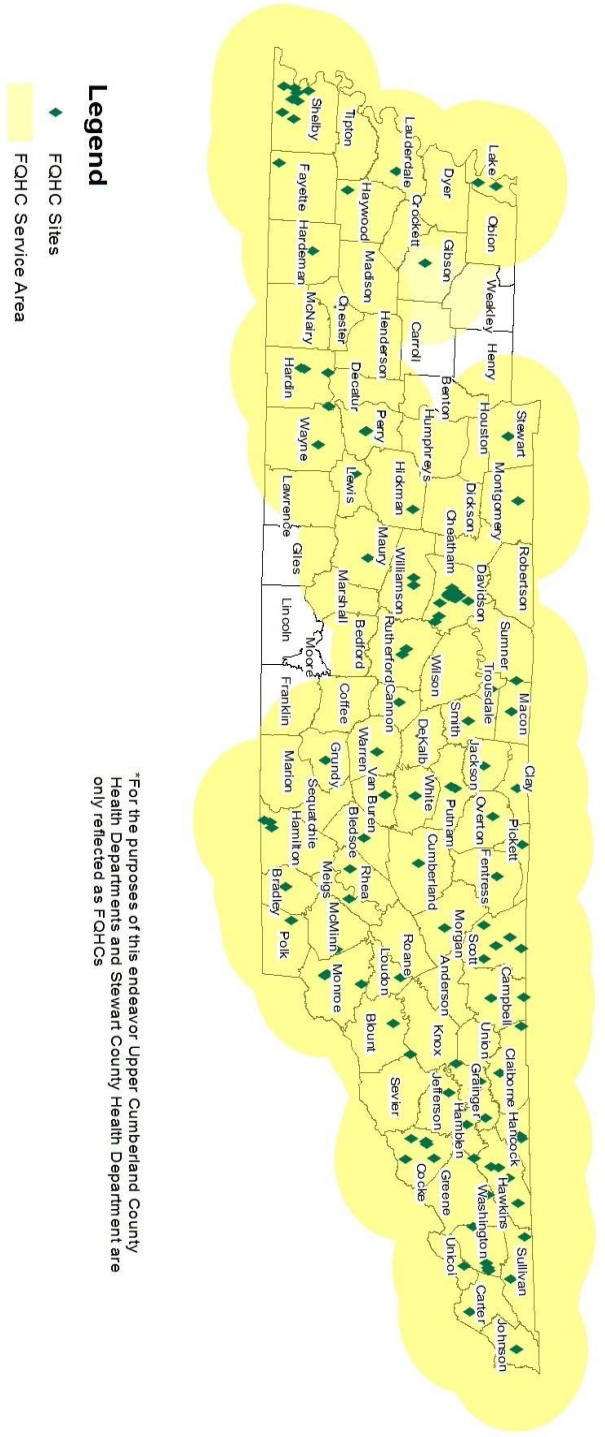 Lake
Obion
Weakley
Henry
Stewart
Montgomery
Robertson
Sumner
Macon
Clay
Pickett
Scott
Campbell
Claiborne
Hancock
Hawkins
Sullivan
Johnson
Dyer
Gibson
Carroll
Benton
Houston
Humphreys
Dickson
Cheatham
Davidson
Wilson
Trousdale
Smith
Jackson
Overton
Fentress
Putnam
Morgan
Anderson
Union
Grainger
Hamblen
Greene
Washington
Unicoi
Carter
Lauderdale
Crockett
Tipton
Haywood
Madison
Henderson
Chester
Decatur
Perry
Lewis
Hickman
Maury
Williamson
Rutherford
Cannon
DeKalb
White
Cumberland
Roane
Loudon
Knox
Jefferson
Sevier
Cocke
Shelby
Fayette
Hardeman
McNairy
Hardin
Wayne
Lawrence
Giles
Marshall
Bedford
Lincoln
Moore
Coffee
Franklin
Warren
Van Buren
Grundy
Sequatchie
Bledsoe
Marion
Hamilton
Rhea
Meigs
Bradley
McMinn
Polk
Monroe
Blount
Legend
FQHC Sites
FQHC Service Area
*For the purposes of this endeavor Upper Cumberland County
Health Departments and Stewart County Health Department are
only reflected as FQHCs